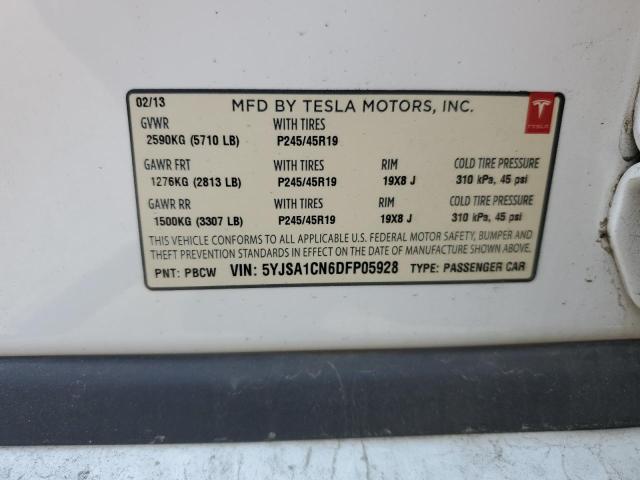 02/13 MFD BY TESLA MOTORS, INC.
TESLA
GVWR WITH TIRES
2590KG (5710 LB) P245/45R19
GAWR FRT WITH TIRES RIM COLD TIRE PRESSURE
1276KG (2813 LB) P245/45R19 19X8 J 310 kPa, 45 psi
GAWR RR WITH TIRES RIM COLD TIRE PRESSURE
1500KG (3307 LB) P245/45R19 19X8 J 310 kPa, 45 psi
THIS VEHICLE CONFORMS TO ALL APPLICABLE U.S. FEDERAL MOTOR SAFETY, BUMPER AND
THEFT PREVENTION STANDARDS IN EFFECT ON THE DATE OF MANUFACTURE SHOWN ABOVE.
PNT: PBCW VIN: 5YJSA1CN6DFP05928 TYPE: PASSENGER CAR